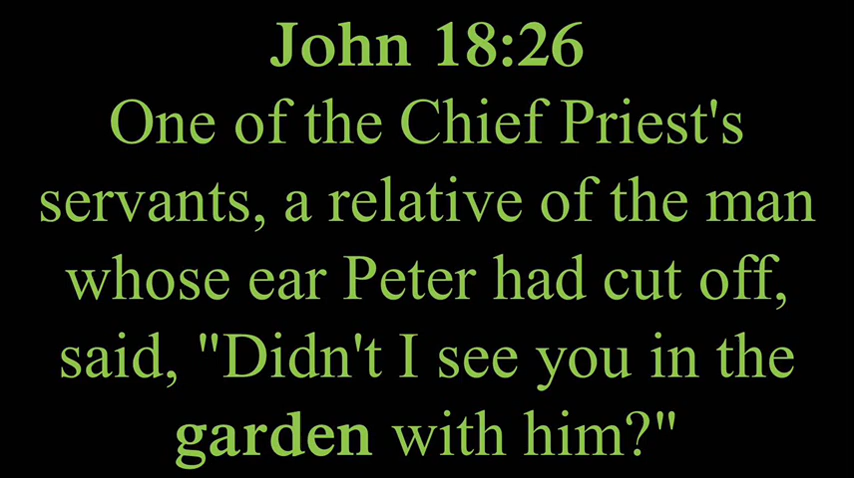 John 18:26
One of the Chief Priest's
servants, a relative of the man
whose ear Peter had cut off,
said, "Didn't I see you in the
garden with him?"